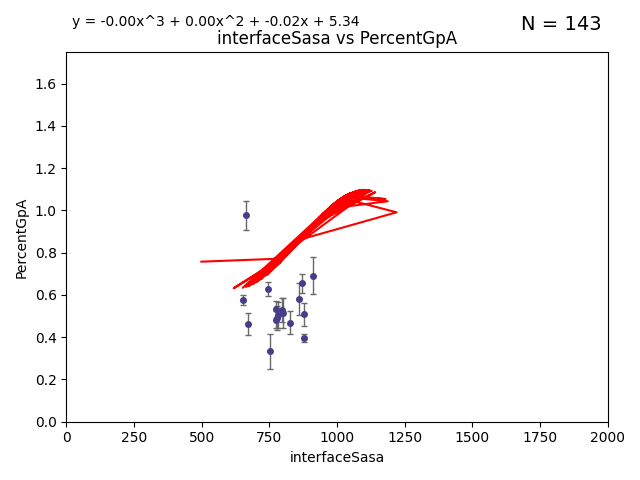 y = -0.00x^3 + 0.00x^2 + -0.02x + 5.34
N = 143
interfaceSasa vs PercentGpA
PercentGpA
1.6
1.4
1.2
1.0
0.8
0.6
0.4
0.2
0.0
0 250 500 750 1000 1250 1500 1750 2000
interfaceSasa